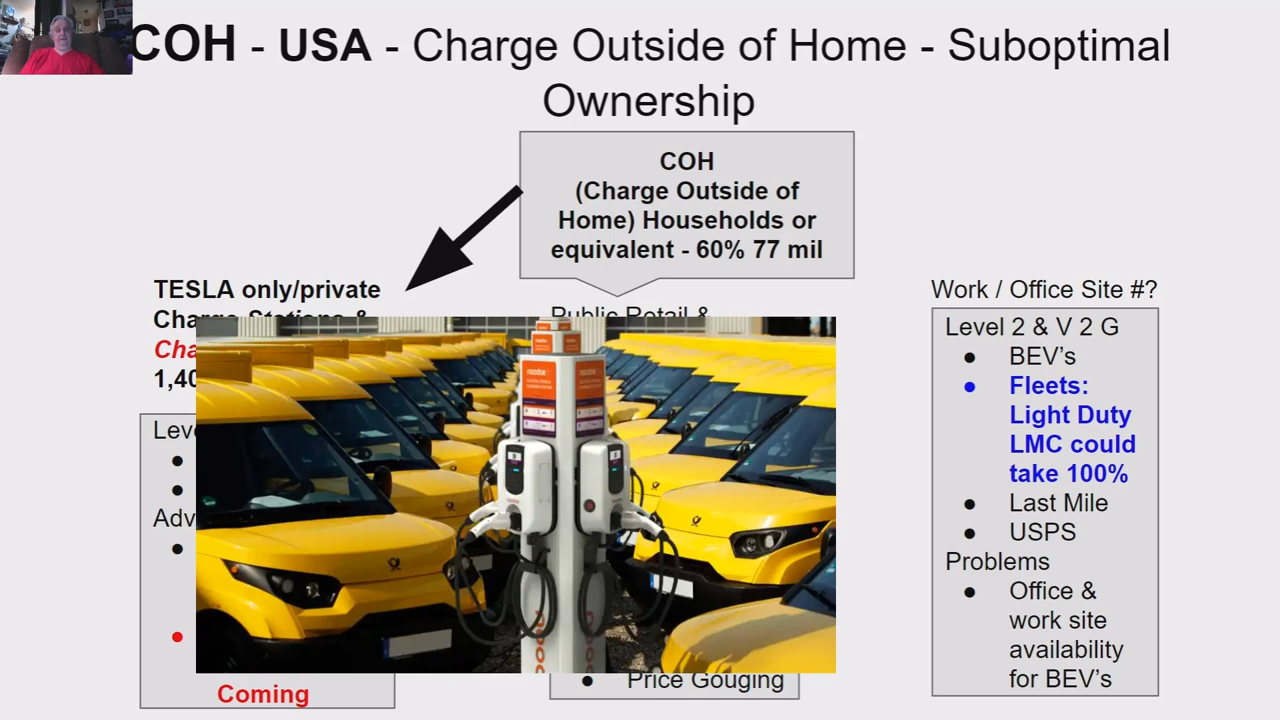 COH - USA - Charge Outside of Home - Suboptimal
Ownership
COH
(Charge Outside of
Home) Households or
equivalent - 60% 77 mil
TESLA only/private
Charge Stations &
Cha
1,40
Leve
●
●
Adv
●
●
Coming
Public Retail &
noodoe
● Price Gouging
Work / Office Site #?
Level 2 & V 2 G
● BEV’s
● Fleets:
Light Duty
LMC could
take 100%
● Last Mile
● USPS
Problems
● Office &
work site
availability
for BEV’s